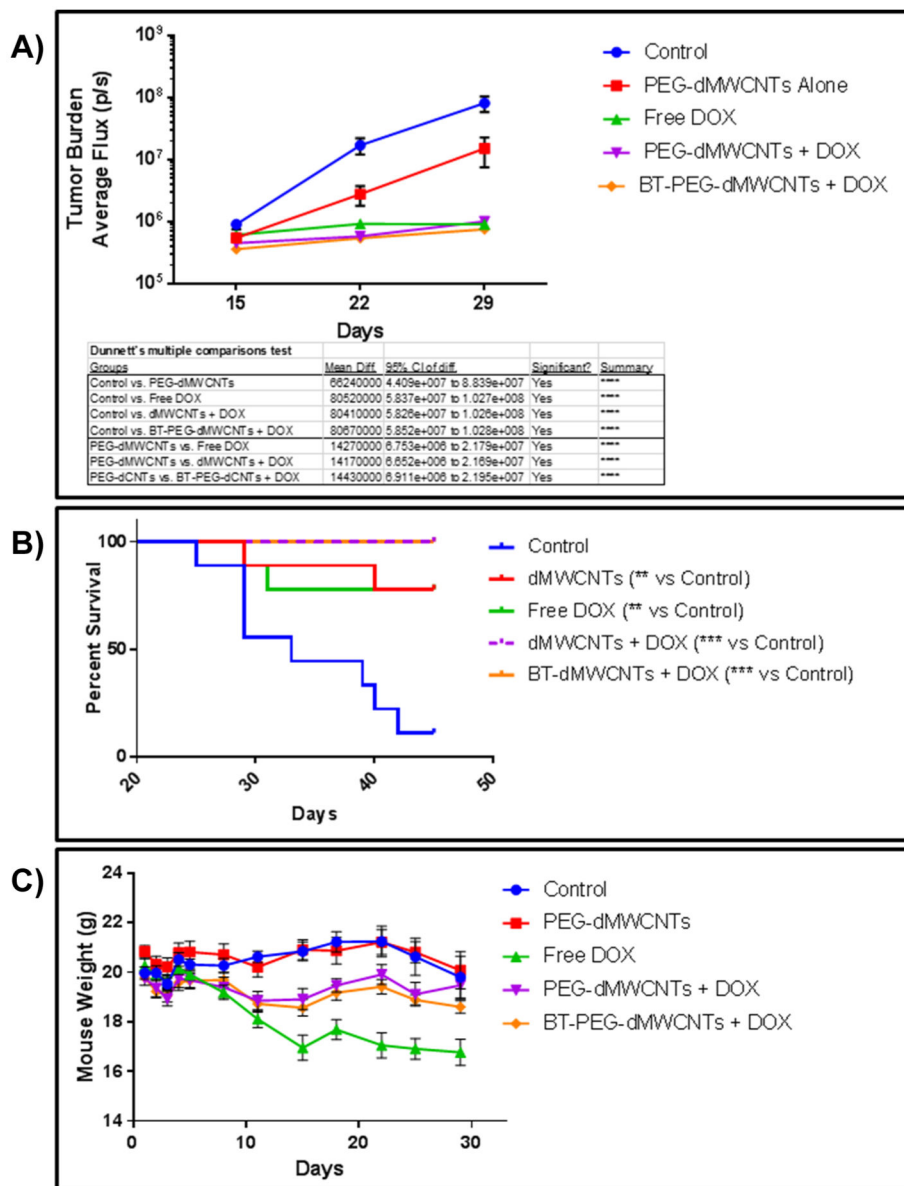 A)
Tumor Burden
Average Flux (p/s)
10⁹
10⁸
10⁷
10⁶
10⁵
15 22 29
Days
Control
PEG-dMWCNTs Alone
Free DOX
PEG-dMWCNTs + DOX
BT-PEG-dMWCNTs + DOX
Dunnett's multiple comparisons test
Groups Mean Diff. 95% CI of diff. Significant? Summary
Control vs. PEG-dMWCNTs 66240000 4.409e+007 to 8.839e+007 Yes ****
Control vs. Free DOX 80520000 5.837e+007 to 1.027e+008 Yes ****
Control vs. dMWCNTs + DOX 80410000 5.826e+007 to 1.026e+008 Yes ****
Control vs. BT-PEG-dMWCNTs + DOX 80670000 5.852e+007 to 1.028e+008 Yes ****
PEG-dMWCNTs vs. Free DOX 14270000 6.753e+006 to 2.179e+007 Yes ****
PEG-dMWCNTs vs. dMWCNTs + DOX 14170000 6.652e+006 to 2.169e+007 Yes ****
PEG-dCNTs vs. BT-PEG-dCNTs + DOX 14430000 6.911e+006 to 2.195e+007 Yes ****
B)
Percent Survival
100
50
0
20 30 40 50
Days
Control
dMWCNTs (** vs Control)
Free DOX (** vs Control)
dMWCNTs + DOX (*** vs Control)
BT-dMWCNTs + DOX (*** vs Control)
C)
Mouse Weight (g)
24
22
20
18
16
14
0 10 20 30
Days
Control
PEG-dMWCNTs
Free DOX
PEG-dMWCNTs + DOX
BT-PEG-dMWCNTs + DOX